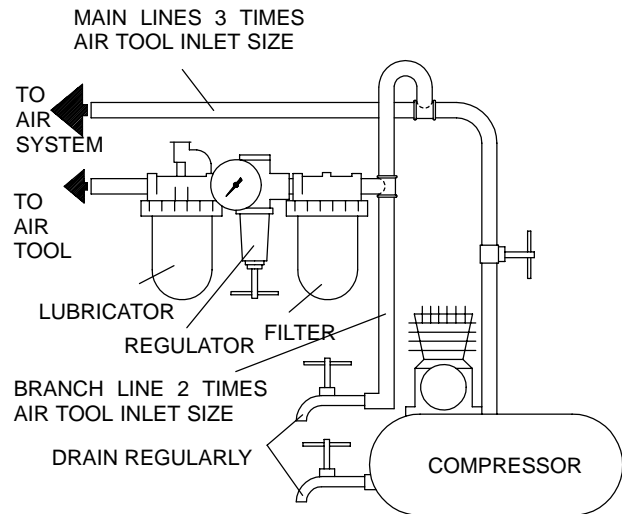 MAIN LINES 3 TIMES
AIR TOOL INLET SIZE
TO
AIR
SYSTEM
TO
AIR
TOOL
LUBRICATOR
REGULATOR
FILTER
BRANCH LINE 2 TIMES
AIR TOOL INLET SIZE
DRAIN REGULARLY
COMPRESSOR